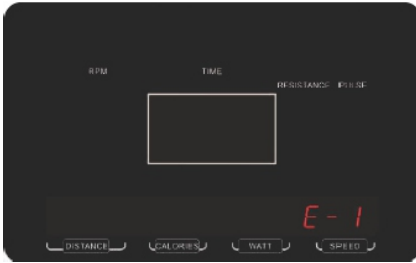 RPM TIME
RESISTANCE PULSE
E-1
DISTANCE CALORIES WATT SPEED